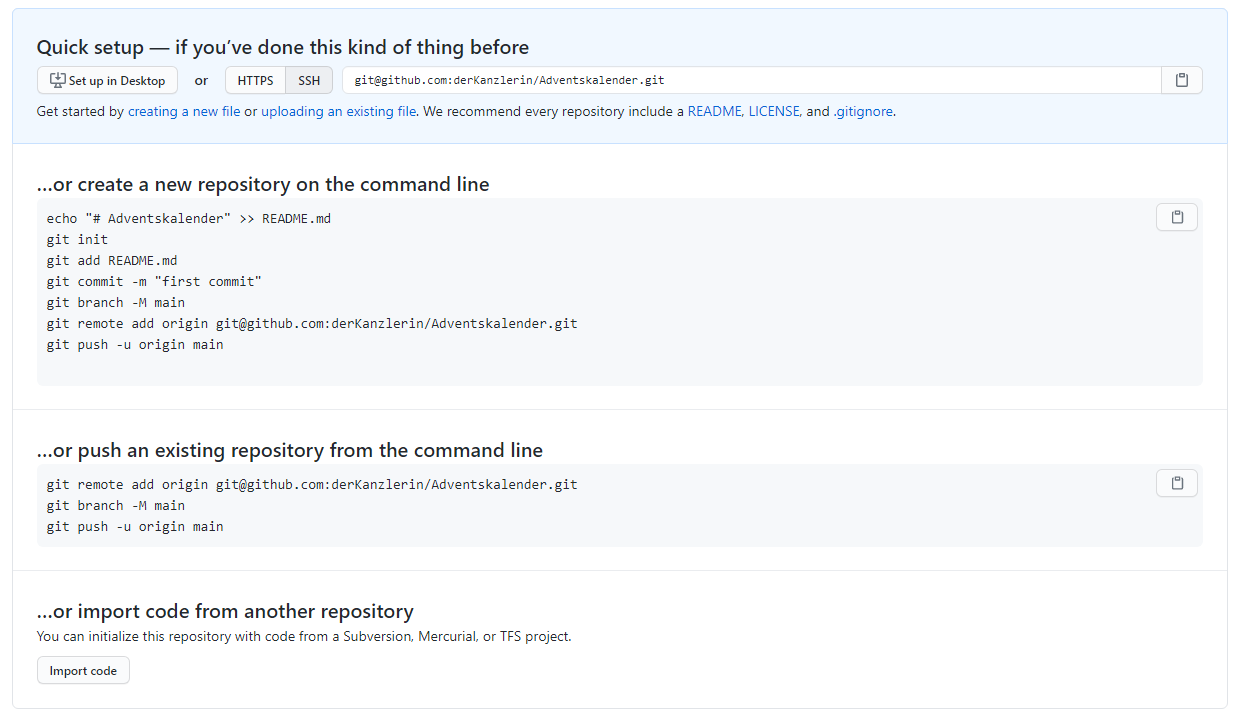 Quick setup — if you’ve done this kind of thing before
Set up in Desktop or HTTPS SSH git@github.com:derKanzlerin/Adventskalender.git
Get started by creating a new file or uploading an existing file. We recommend every repository include a README, LICENSE, and .gitignore.
…or create a new repository on the command line
echo "# Adventskalender" >> README.md
git init
git add README.md
git commit -m "first commit"
git branch -M main
git remote add origin git@github.com:derKanzlerin/Adventskalender.git
git push -u origin main
…or push an existing repository from the command line
git remote add origin git@github.com:derKanzlerin/Adventskalender.git
git branch -M main
git push -u origin main
…or import code from another repository
You can initialize this repository with code from a Subversion, Mercurial, or TFS project.
Import code